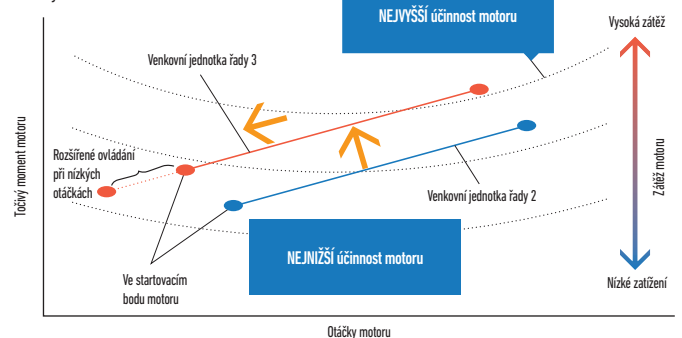 NEJVYŠŠÍ účinnost motoru
Vysoká zátěž
Venkovní jednotka řady 3
Točivý moment motoru
Rozšířené ovládání
při nízkých
otáčkách
Zátěž motoru
Venkovní jednotka řady 2
NEJNIŽŠÍ účinnost motoru
Ve startovacím
bodu motoru
Nízké zatížení
Otáčky motoru